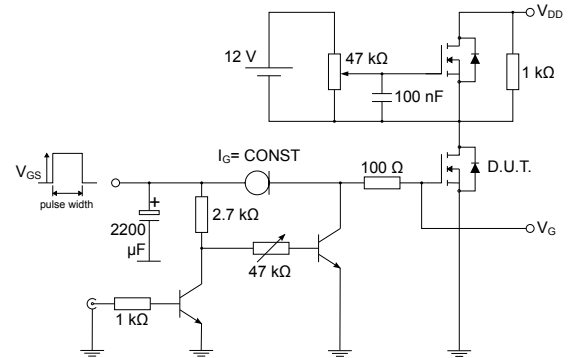 V_DD
12 V
47 kΩ
1 kΩ
100 nF
I_G= CONST
100 Ω
D.U.T.
V_GS
pulse width
+
2200
μF
2.7 kΩ
47 kΩ
V_G
1 kΩ